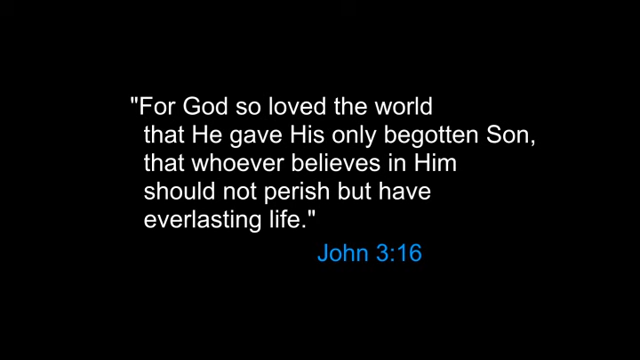 "For God so loved the world
that He gave His only begotten Son,
that whoever believes in Him
should not perish but have
everlasting life."
John 3:16